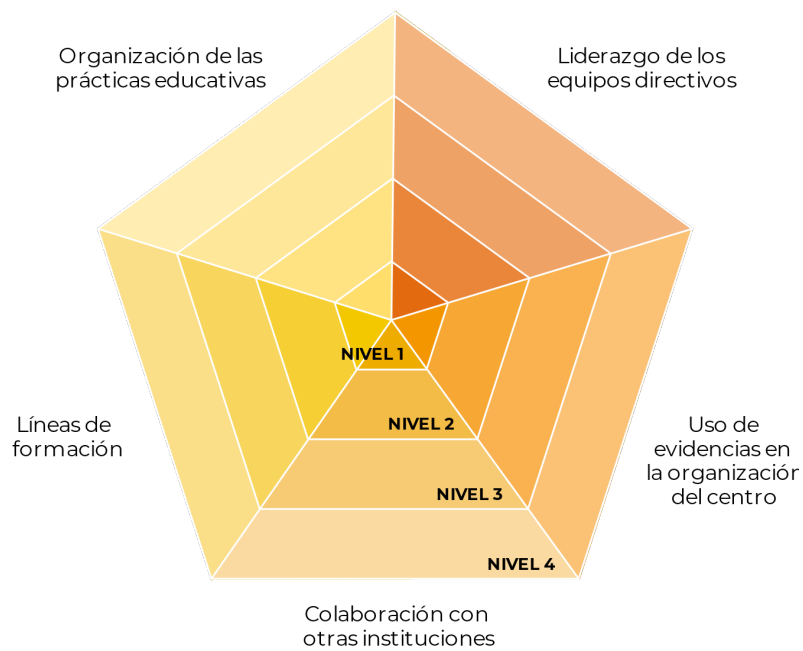 Organización de las
prácticas educativas
Liderazgo de los
equipos directivos
NIVEL 1
NIVEL 2
NIVEL 3
NIVEL 4
Líneas de
formación
Uso de
evidencias en
la organización
del centro
Colaboración con
otras instituciones